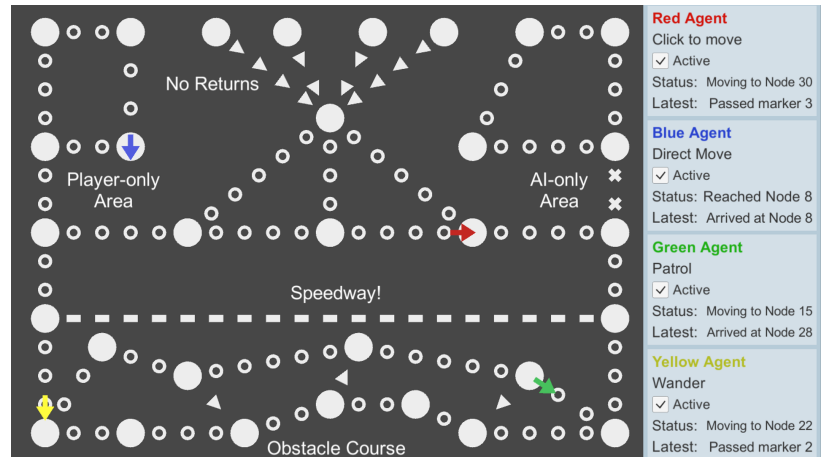 No Returns
Player-only
Area
AI-only
Area
Speedway!
Obstacle Course
Red Agent
Click to move
Active
Status: Moving to Node 30
Latest: Passed marker 3
Blue Agent
Direct Move
Active
Status: Reached Node 8
Latest: Arrived at Node 8
Green Agent
Patrol
Active
Status: Moving to Node 15
Latest: Arrived at Node 28
Yellow Agent
Wander
Active
Status: Moving to Node 22
Latest: Passed marker 2